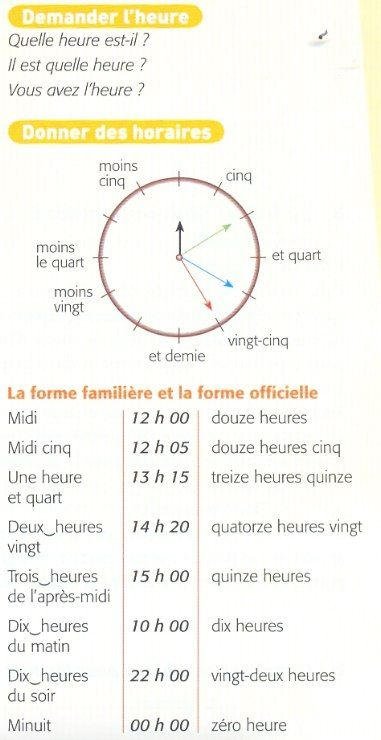 Demander l'heure
Quelle heure est-il ?
Il est quelle heure ?
Vous avez l'heure ?
Donner des horaires
moins
cinq
cinq
moins
le quart
et quart
moins
vingt
vingt-cinq
et demie
La forme familière et la forme officielle
Midi 12 h 00 douze heures
Midi cinq 12 h 05 douze heures cinq
Une heure 13 h 15 treize heures quinze
et quart
Deux‿heures 14 h 20 quatorze heures vingt
vingt
Trois‿heures 15 h 00 quinze heures
de l'après-midi
Dix‿heures 10 h 00 dix heures
du matin
Dix‿heures 22 h 00 vingt-deux heures
du soir
Minuit 00 h 00 zéro heure